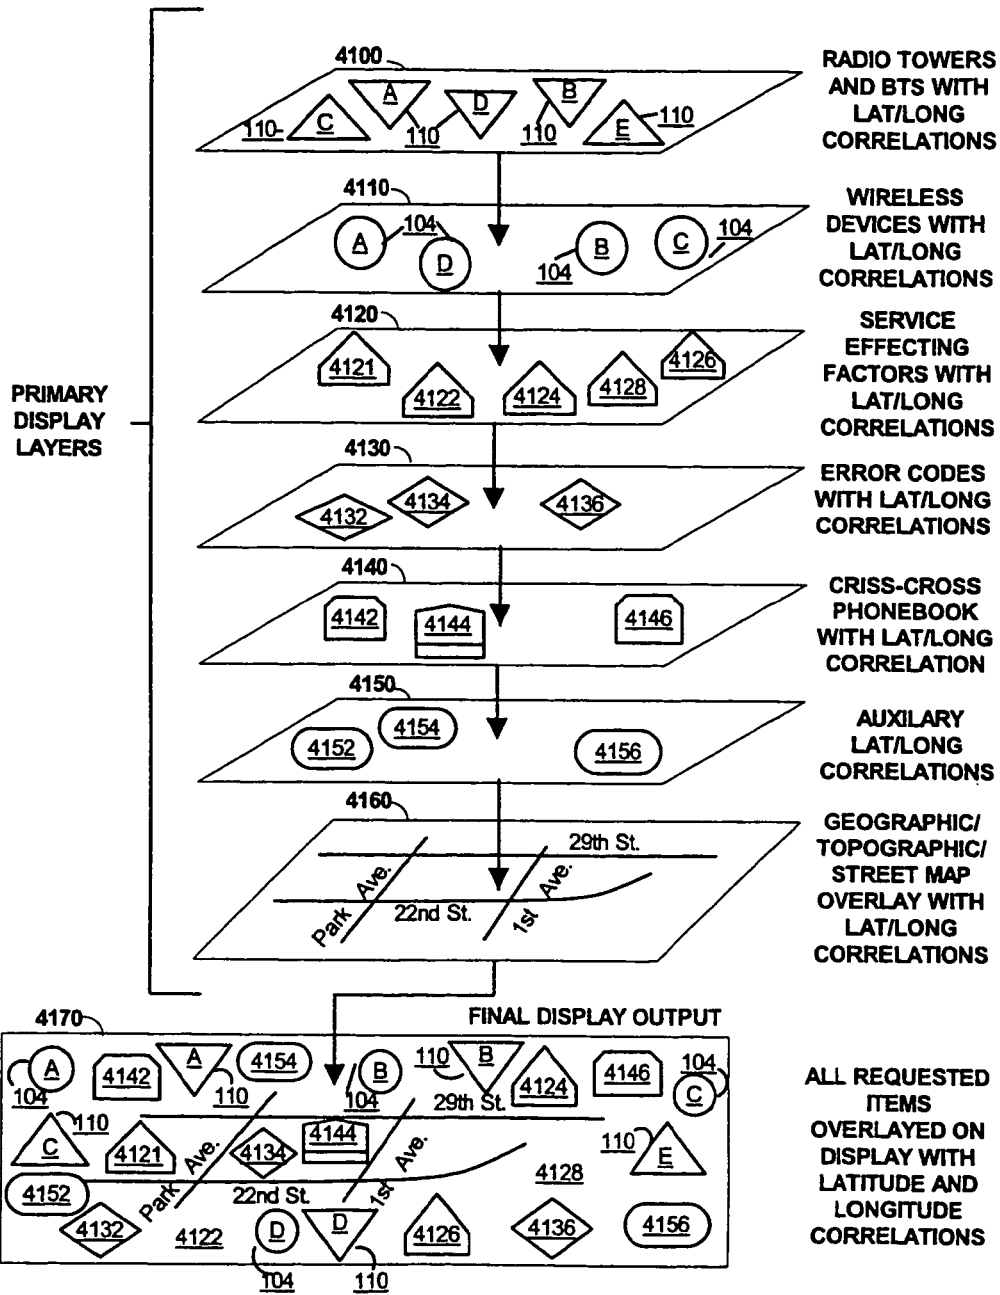 4100
A
D
B
C
E
110
110
110
110
RADIO TOWERS
AND BTS WITH
LAT/LONG
CORRELATIONS
4110
A
104
D
104
B
C
104
WIRELESS
DEVICES WITH
LAT/LONG
CORRELATIONS
4120
4121
4122
4124
4128
4126
SERVICE
EFFECTING
FACTORS WITH
LAT/LONG
CORRELATIONS
PRIMARY
DISPLAY
LAYERS
4130
4132
4134
4136
ERROR CODES
WITH LAT/LONG
CORRELATIONS
4140
4142
4144
4146
CRISS-CROSS
PHONEBOOK
WITH LAT/LONG
CORRELATION
4150
4152
4154
4156
AUXILARY
LAT/LONG
CORRELATIONS
4160
29th St.
Park Ave.
22nd St.
1st Ave.
GEOGRAPHIC/
TOPOGRAPHIC/
STREET MAP
OVERLAY WITH
LAT/LONG
CORRELATIONS
FINAL DISPLAY OUTPUT
4170
A
104
4142
A
110
4154
B
104
110
B
4124
4146
104
C
29th St.
110
C
4121
Park Ave.
4134
4144
1st Ave.
110
E
4152
22nd St.
4128
4132
4122
D
104
D
110
4126
4136
4156
ALL REQUESTED
ITEMS
OVERLAYED ON
DISPLAY WITH
LATITUDE AND
LONGITUDE
CORRELATIONS